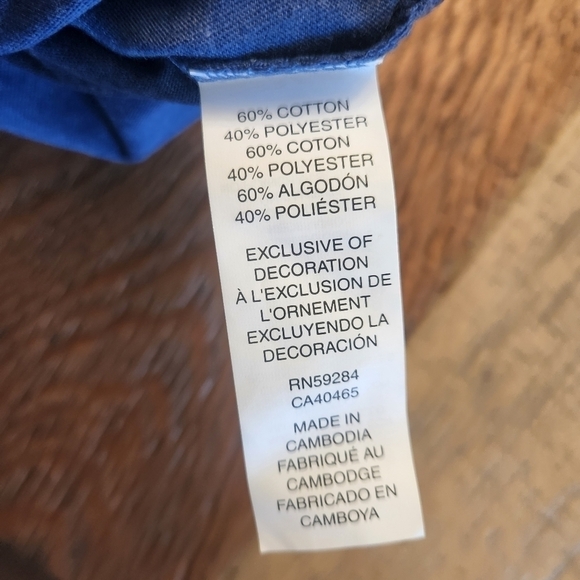 60% COTTON
40% POLYESTER
60% COTON
40% POLYESTER
60% ALGODÓN
40% POLIÉSTER
EXCLUSIVE OF
DECORATION
À L'EXCLUSION DE
L'ORNEMENT
EXCLUYENDO LA
DECORACIÓN
RN59284
CA40465
MADE IN
CAMBODIA
FABRIQUÉ AU
CAMBODGE
FABRICADO EN
CAMBOYA